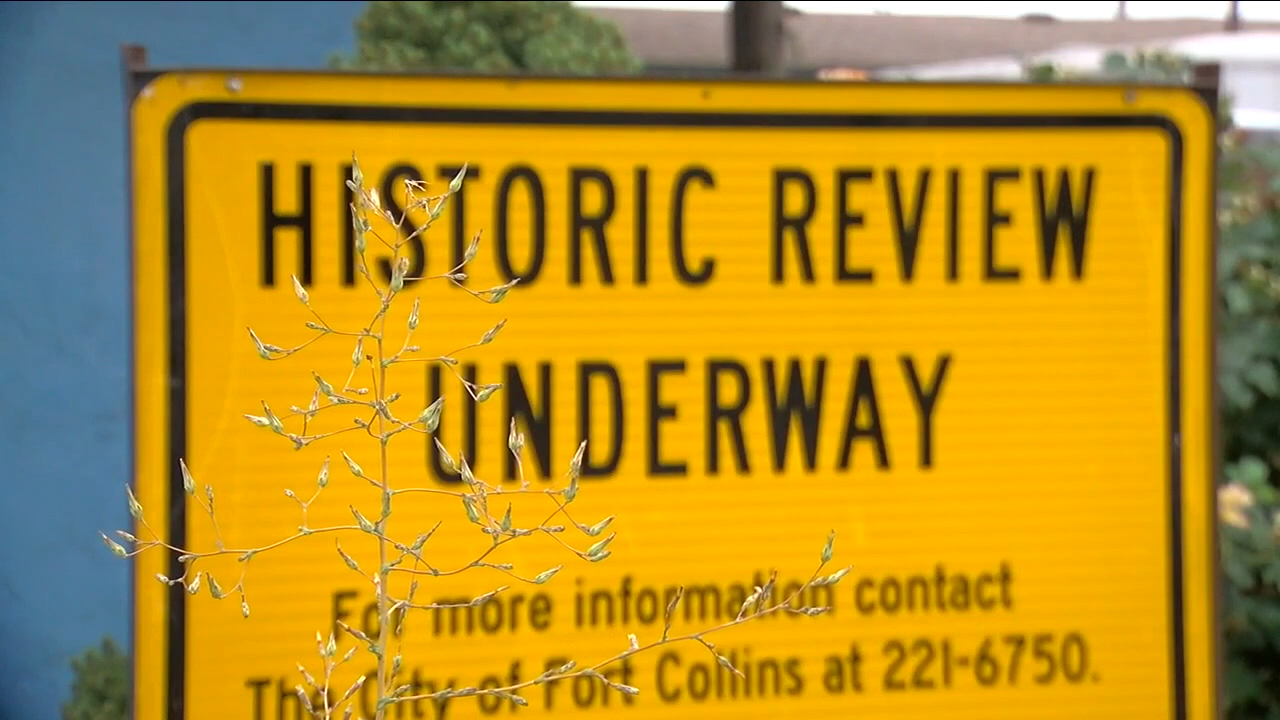 HISTORIC REVIEW
UNDERWAY
For more information contact
The City of Fort Collins at 221-6750.